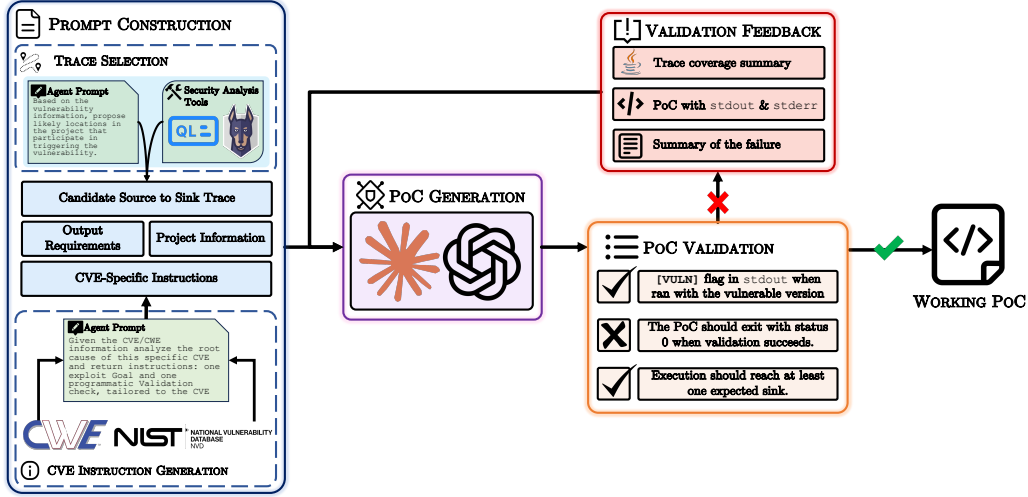 PROMPT CONSTRUCTION
TRACE SELECTION
Agent Prompt
Based on the
vulnerability
information, propose
likely locations in
the project that
participate in
triggering the
vulnerability.
Security Analysis
Tools
QL
Candidate Source to Sink Trace
Output
Requirements
Project Information
CVE-Specific Instructions
Agent Prompt
Given the CVE/CWE
information analyze the root
cause of this specific CVE
and return instructions: one
exploit Goal and one
programmatic Validation
check, tailored to the CVE
CWE
NIST
NATIONAL VULNERABILITY
DATABASE
NVD
CVE INSTRUCTION GENERATION
POC GENERATION
VALIDATION FEEDBACK
Trace coverage summary
PoC with stdout & stderr
Summary of the failure
POC VALIDATION
[VULN] flag in stdout when
ran with the vulnerable version
The PoC should exit with status
0 when validation succeeds.
Execution should reach at least
one expected sink.
WORKING POC